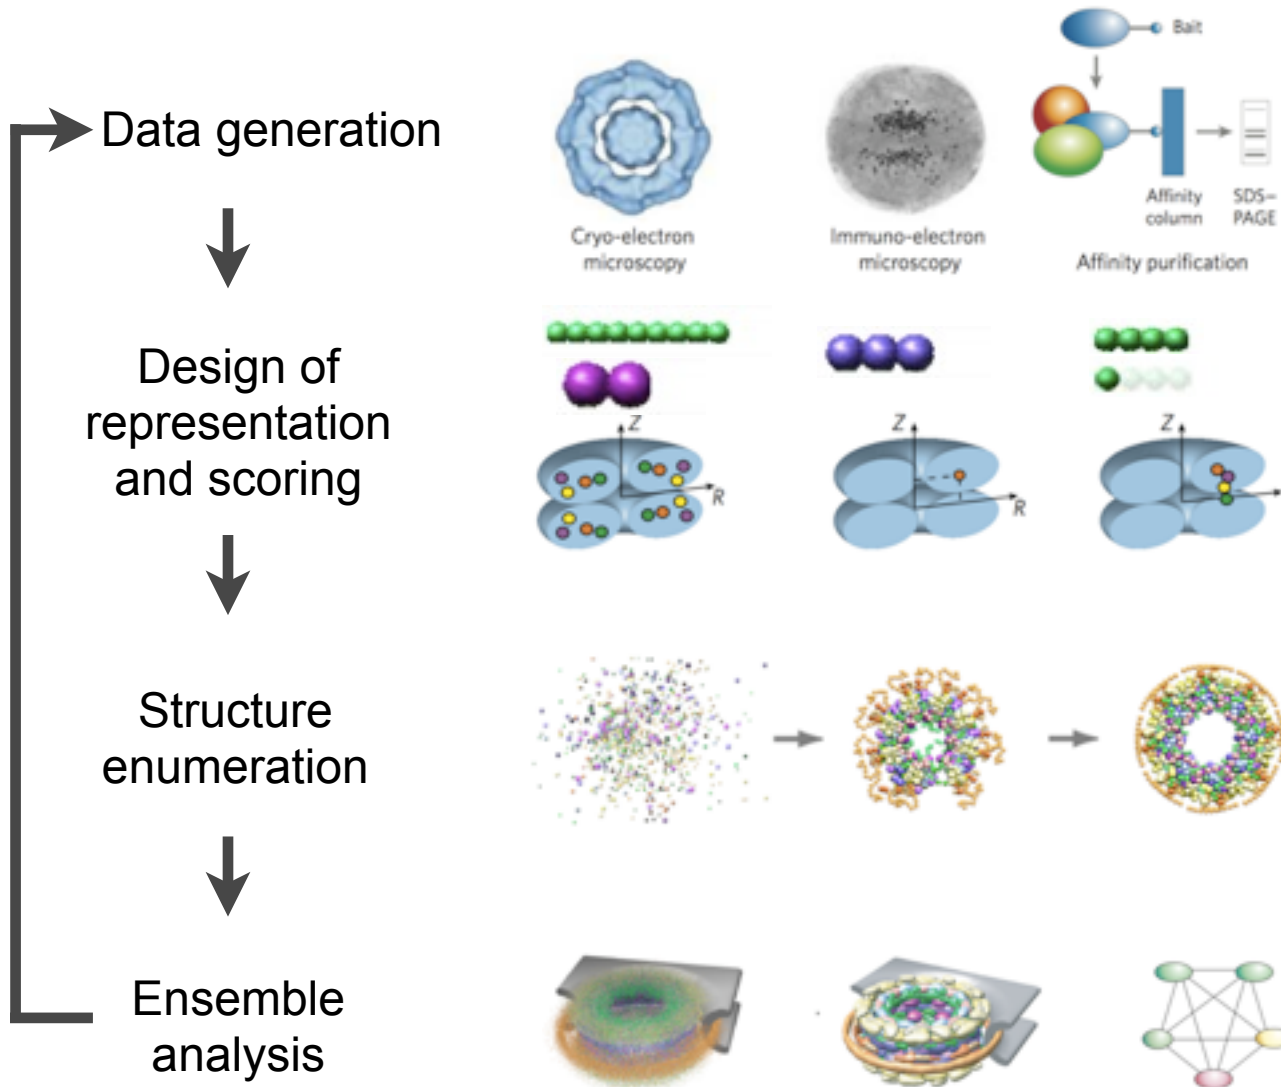 Data generation
Design of
representation
and scoring
Structure
enumeration
Ensemble
analysis
Bait
Affinity
column
SDS–
PAGE
Cryo-electron
microscopy
Immuno-electron
microscopy
Affinity purification
Z
R
Z
R
Z